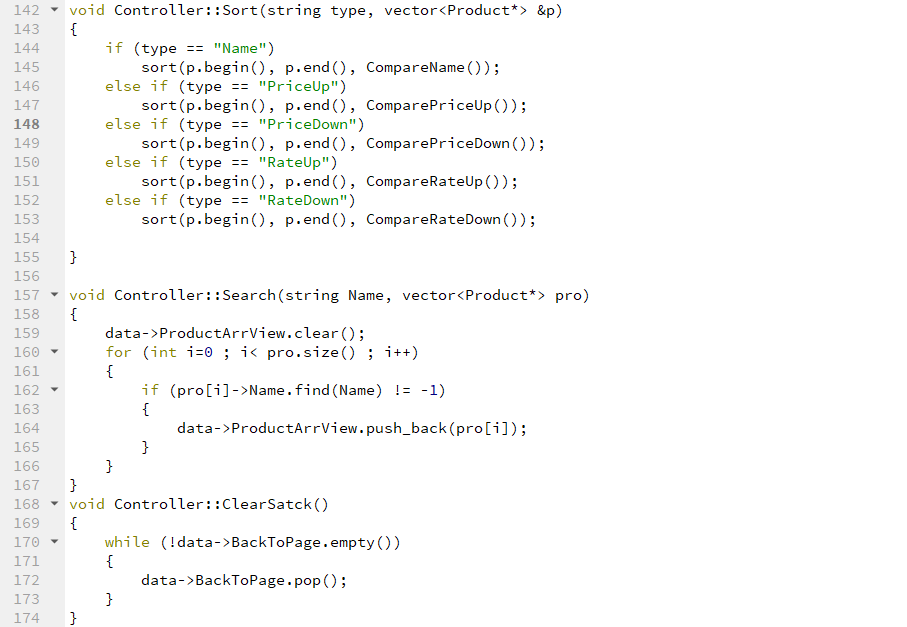 142 void Controller::Sort(string type, vector<Product*> &p)
143 {
144     if (type == "Name")
145         sort(p.begin(), p.end(), CompareName());
146     else if (type == "PriceUp")
147         sort(p.begin(), p.end(), ComparePriceUp());
148     else if (type == "PriceDown")
149         sort(p.begin(), p.end(), ComparePriceDown());
150     else if (type == "RateUp")
151         sort(p.begin(), p.end(), CompareRateUp());
152     else if (type == "RateDown")
153         sort(p.begin(), p.end(), CompareRateDown());
154
155 }
156
157 void Controller::Search(string Name, vector<Product*> pro)
158 {
159     data->ProductArrView.clear();
160     for (int i=0 ; i< pro.size() ; i++)
161     {
162         if (pro[i]->Name.find(Name) != -1)
163         {
164             data->ProductArrView.push_back(pro[i]);
165         }
166     }
167 }
168 void Controller::ClearSatck()
169 {
170     while (!data->BackToPage.empty())
171     {
172         data->BackToPage.pop();
173     }
174 }